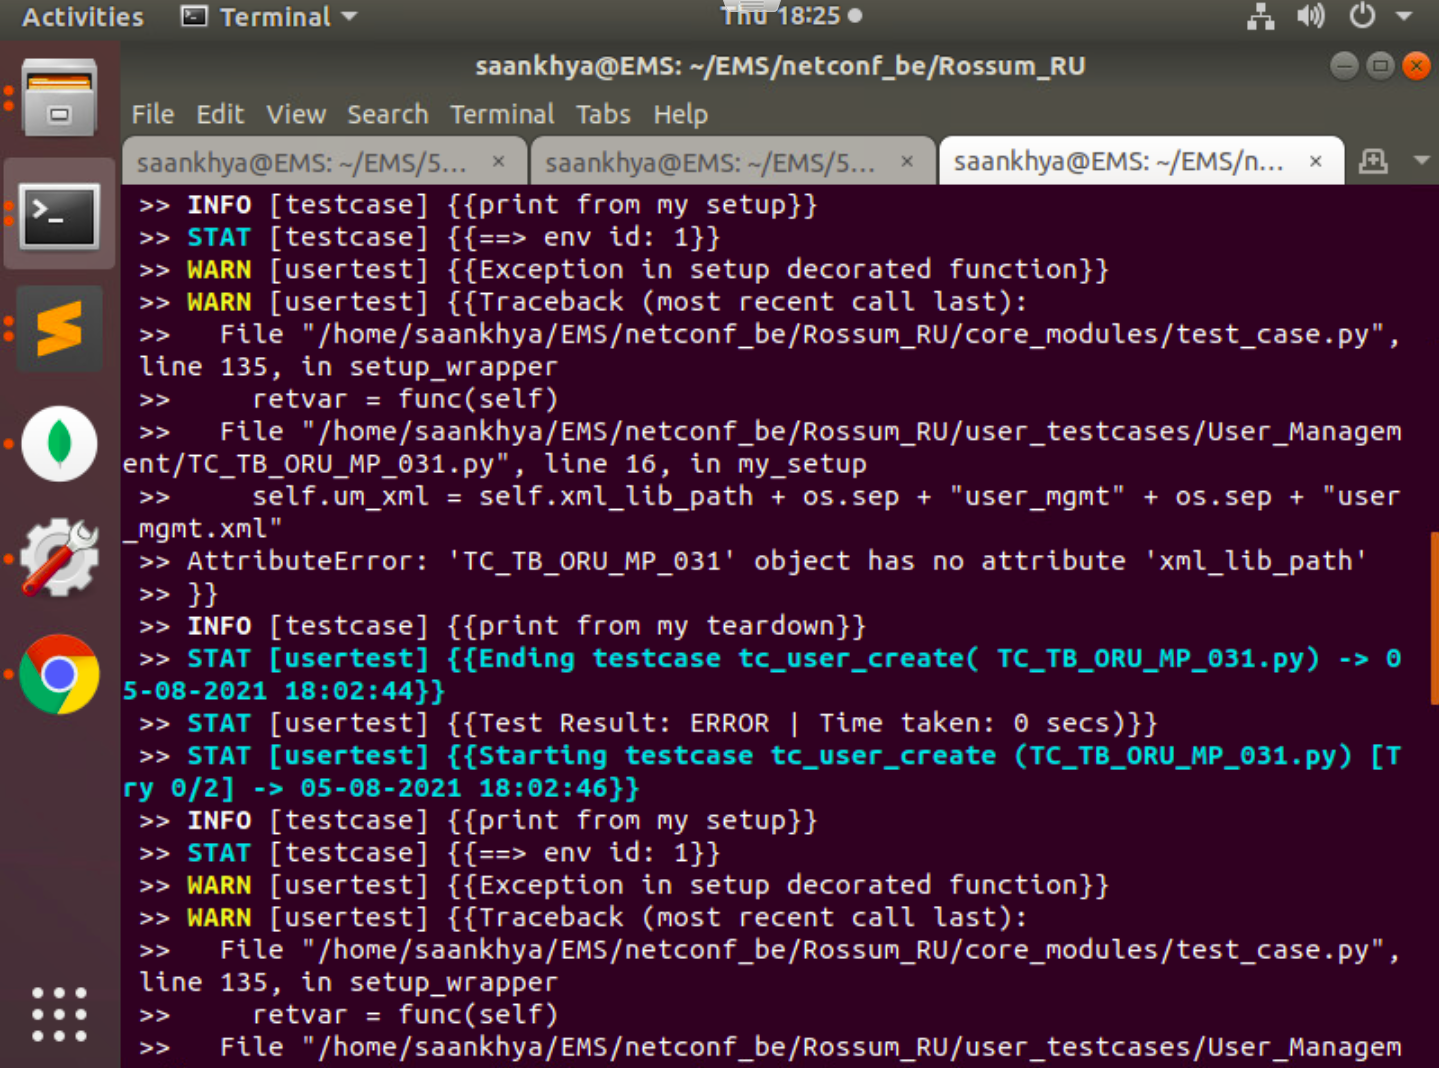 Activities Terminal Thu 18:25
saankhya@EMS: ~/EMS/netconf_be/Rossum_RU
File Edit View Search Terminal Tabs Help
saankhya@EMS: ~/EMS/5... × saankhya@EMS: ~/EMS/5... × saankhya@EMS: ~/EMS/n... ×
>> INFO [testcase] {{print from my setup}}
>> STAT [testcase] {{==> env id: 1}}
>> WARN [usertest] {{Exception in setup decorated function}}
>> WARN [usertest] {{Traceback (most recent call last):
>>   File "/home/saankhya/EMS/netconf_be/Rossum_RU/core_modules/test_case.py",
line 135, in setup_wrapper
>>     retvar = func(self)
>>   File "/home/saankhya/EMS/netconf_be/Rossum_RU/user_testcases/User_Managem
ent/TC_TB_ORU_MP_031.py", line 16, in my_setup
>>     self.um_xml = self.xml_lib_path + os.sep + "user_mgmt" + os.sep + "user
_mgmt.xml"
>> AttributeError: 'TC_TB_ORU_MP_031' object has no attribute 'xml_lib_path'
>> }}
>> INFO [testcase] {{print from my teardown}}
>> STAT [usertest] {{Ending testcase tc_user_create( TC_TB_ORU_MP_031.py) -> 0
5-08-2021 18:02:44}}
>> STAT [usertest] {{Test Result: ERROR | Time taken: 0 secs)}}
>> STAT [usertest] {{Starting testcase tc_user_create (TC_TB_ORU_MP_031.py) [T
ry 0/2] -> 05-08-2021 18:02:46}}
>> INFO [testcase] {{print from my setup}}
>> STAT [testcase] {{==> env id: 1}}
>> WARN [usertest] {{Exception in setup decorated function}}
>> WARN [usertest] {{Traceback (most recent call last):
>>   File "/home/saankhya/EMS/netconf_be/Rossum_RU/core_modules/test_case.py",
line 135, in setup_wrapper
>>     retvar = func(self)
>>   File "/home/saankhya/EMS/netconf_be/Rossum_RU/user_testcases/User_Managem